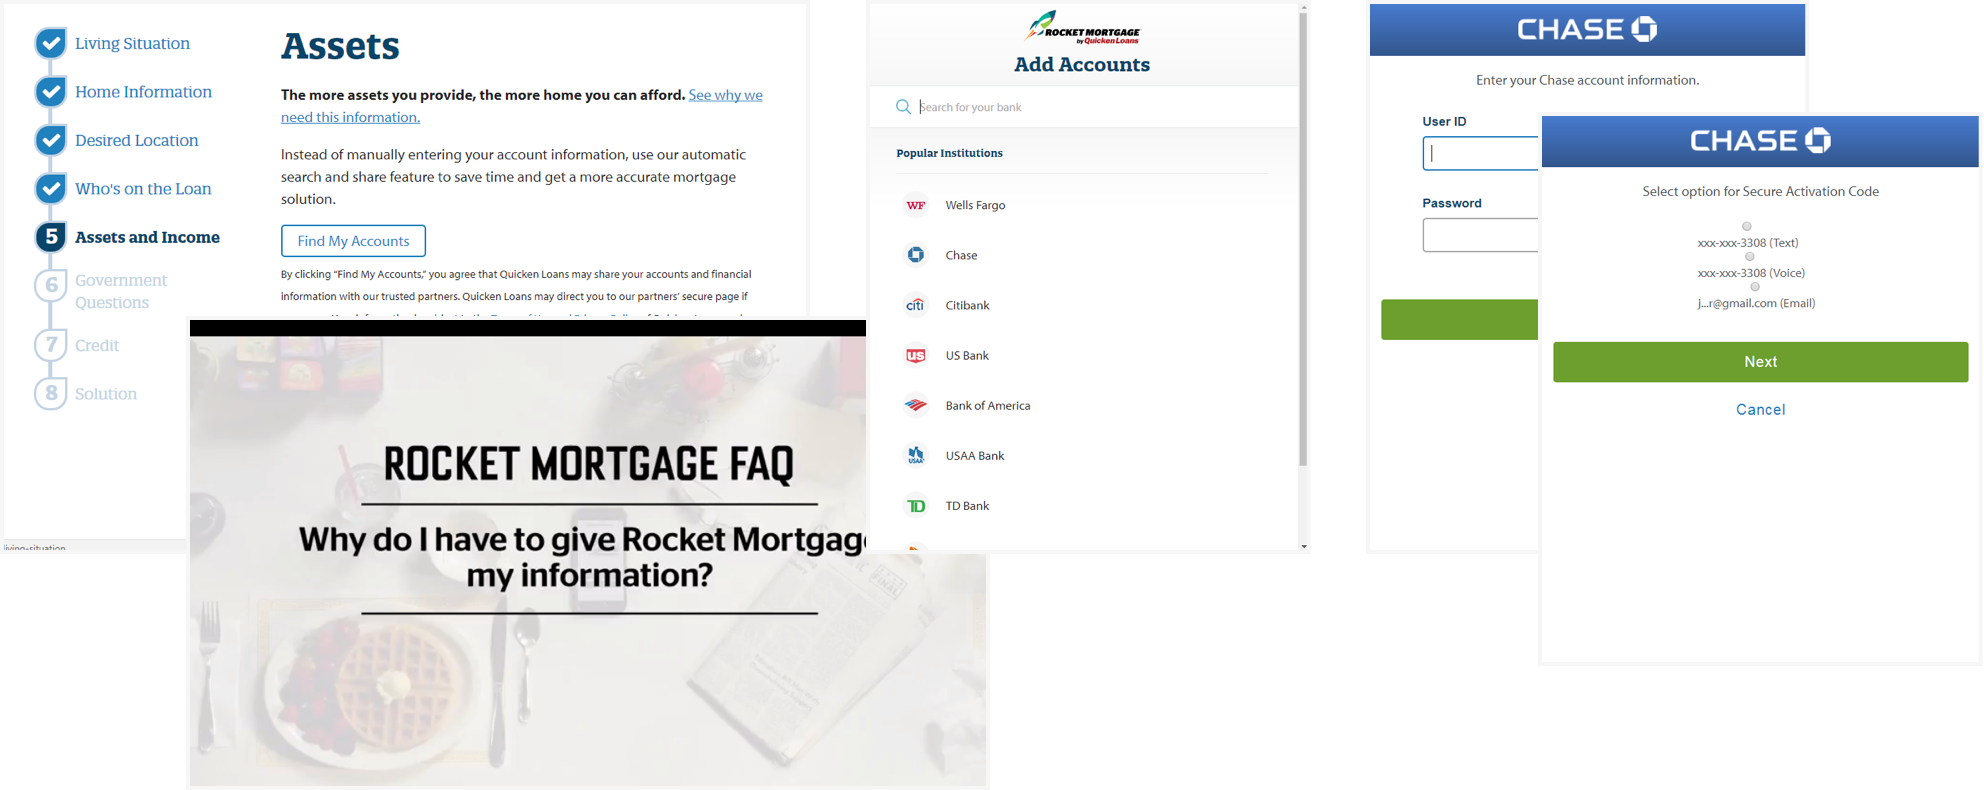 Living Situation
Home Information
Desired Location
Who's on the Loan
5 Assets and Income
6 Government
Questions
7 Credit
8 Solution
living-situation
Assets
The more assets you provide, the more home you can afford. See why we
need this information.
Instead of manually entering your account information, use our automatic
search and share feature to save time and get a more accurate mortgage
solution.
Find My Accounts
By clicking “Find My Accounts,” you agree that Quicken Loans may share your accounts and financial
information with our trusted partners. Quicken Loans may direct you to our partners’ secure page if
ROCKET MORTGAGE FAQ
Why do I have to give Rocket Mortgag
my information?
ROCKET MORTGAGE
by Quicken Loans
Add Accounts
Search for your bank
Popular Institutions
WF Wells Fargo
Chase
citi Citibank
us US Bank
Bank of America
USAA USAA Bank
TD TD Bank
CHASE
Enter your Chase account information.
User ID
Password
CHASE
Select option for Secure Activation Code
xxx-xxx-3308 (Text)
xxx-xxx-3308 (Voice)
j...r@gmail.com (Email)
Next
Cancel